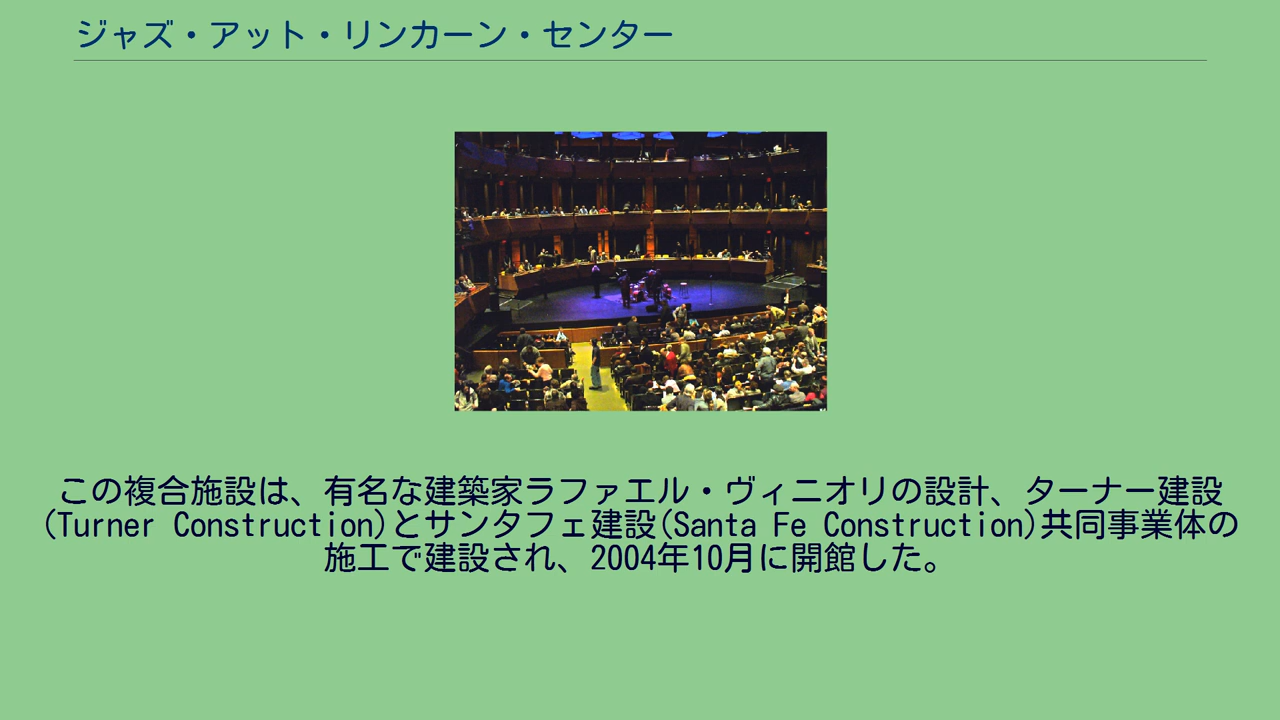 ジャズ・アット・リンカーン・センター
この複合施設は、有名な建築家ラファエル・ヴィニオリの設計、ターナー建設
(Turner Construction)とサンタフェ建設(Santa Fe Construction)共同事業体の
施工で建設され、2004年10月に開館した。